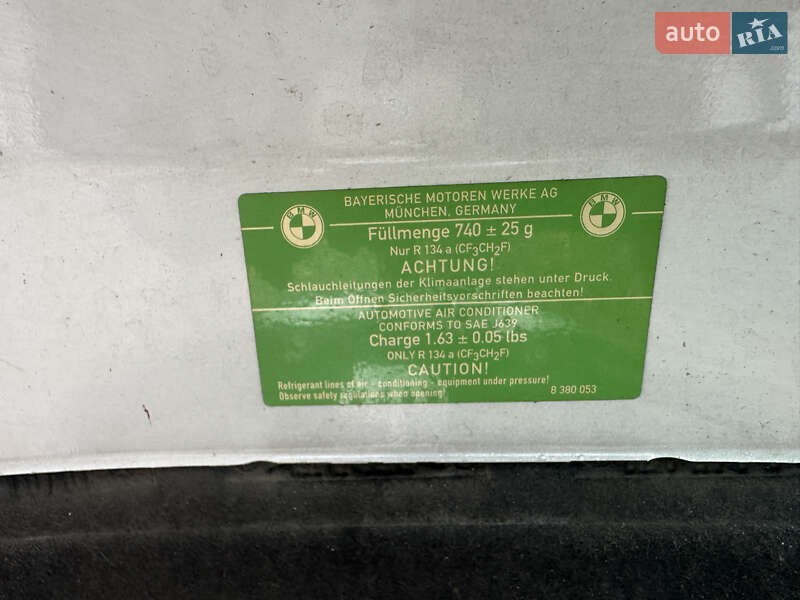 auto RIA.com
BAYERISCHE MOTOREN WERKE AG
MÜNCHEN, GERMANY
BMW
BMW
Füllmenge 740 ± 25 g
Nur R 134 a (CF3CH2F)
ACHTUNG!
Schlauchleitungen der Klimaanlage stehen unter Druck.
Beim Öffnen Sicherheitsvorschriften beachten!
AUTOMOTIVE AIR CONDITIONER
CONFORMS TO SAE J639
Charge 1.63 ± 0.05 lbs
ONLY R 134 a (CF3CH2F)
CAUTION!
Refrigerant lines of air - conditioning - equipment under pressure!
Observe safety regulations when opening!
8 380 053